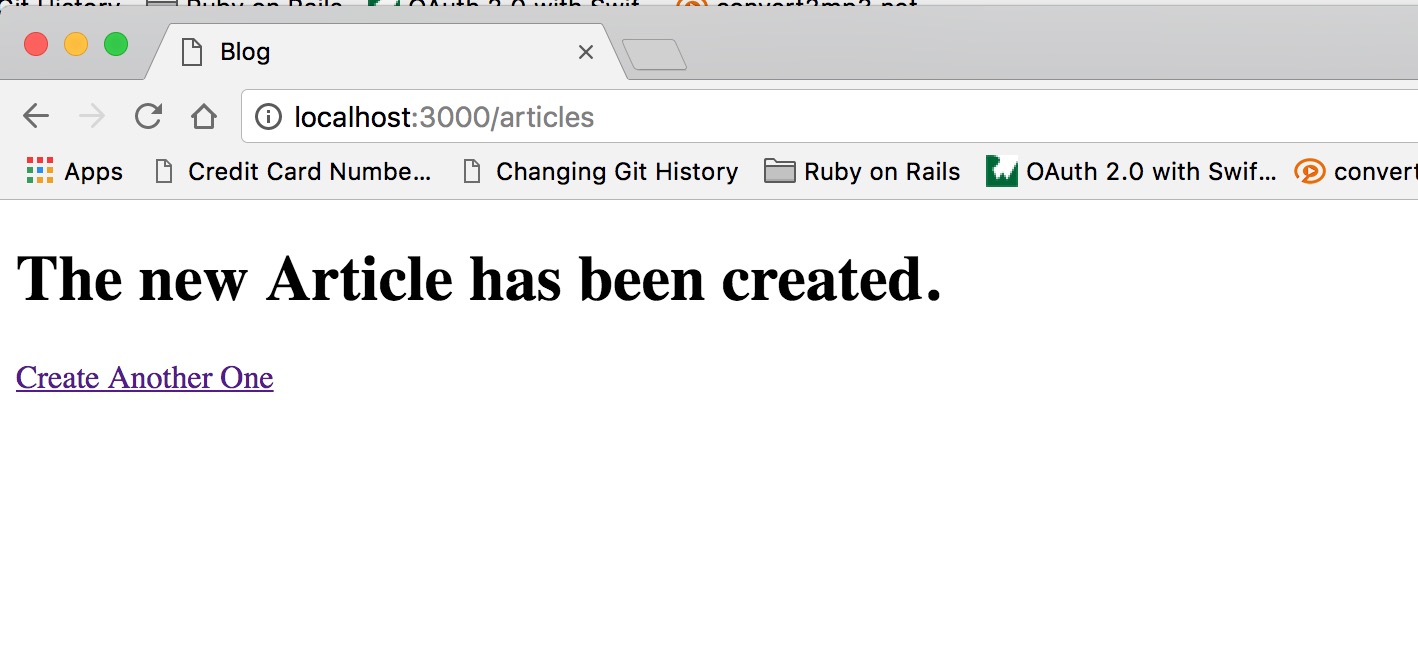 Ruby on Rails OAuth 2.0 with Swif convert2mp3.net
Blog
localhost:3000/articles
Apps Credit Card Numbe... Changing Git History Ruby on Rails OAuth 2.0 with Swif... convert
The new Article has been created.
Create Another One